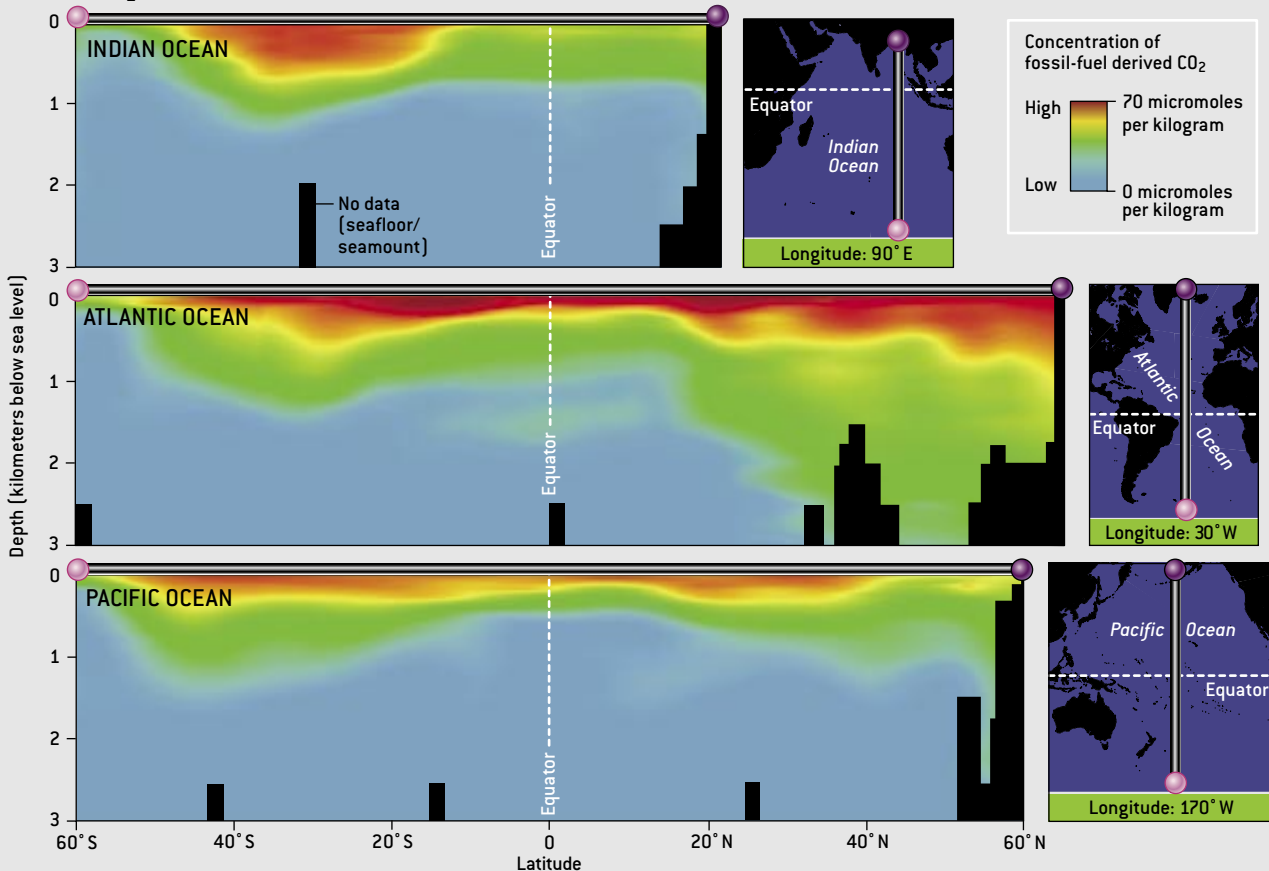 0
INDIAN OCEAN
1
2
3
No data
(seafloor/
seamount)
Equator
Equator
Indian
Ocean
Longitude: 90° E
Concentration of
fossil-fuel derived CO₂
High
70 micromoles
per kilogram
Low
0 micromoles
per kilogram
Depth (kilometers below sea level)
0
ATLANTIC OCEAN
1
2
3
Equator
Atlantic
Equator
Ocean
Longitude: 30° W
0
PACIFIC OCEAN
1
2
3
Equator
Pacific Ocean
Equator
Longitude: 170° W
60° S
40° S
20° S
0
20° N
40° N
60° N
Latitude